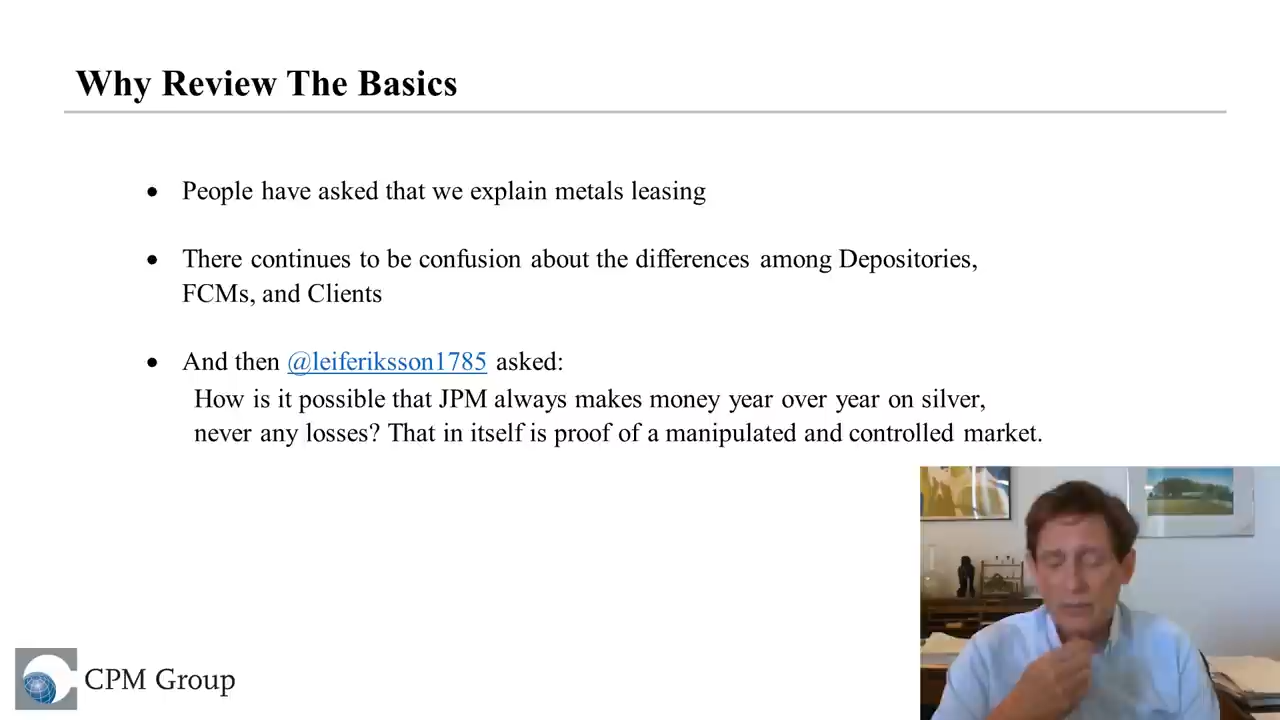 Why Review The Basics
• People have asked that we explain metals leasing
• There continues to be confusion about the differences among Depositories,
FCMs, and Clients
• And then @leiferiksson1785 asked:
How is it possible that JPM always makes money year over year on silver,
never any losses? That in itself is proof of a manipulated and controlled market.
CPM Group